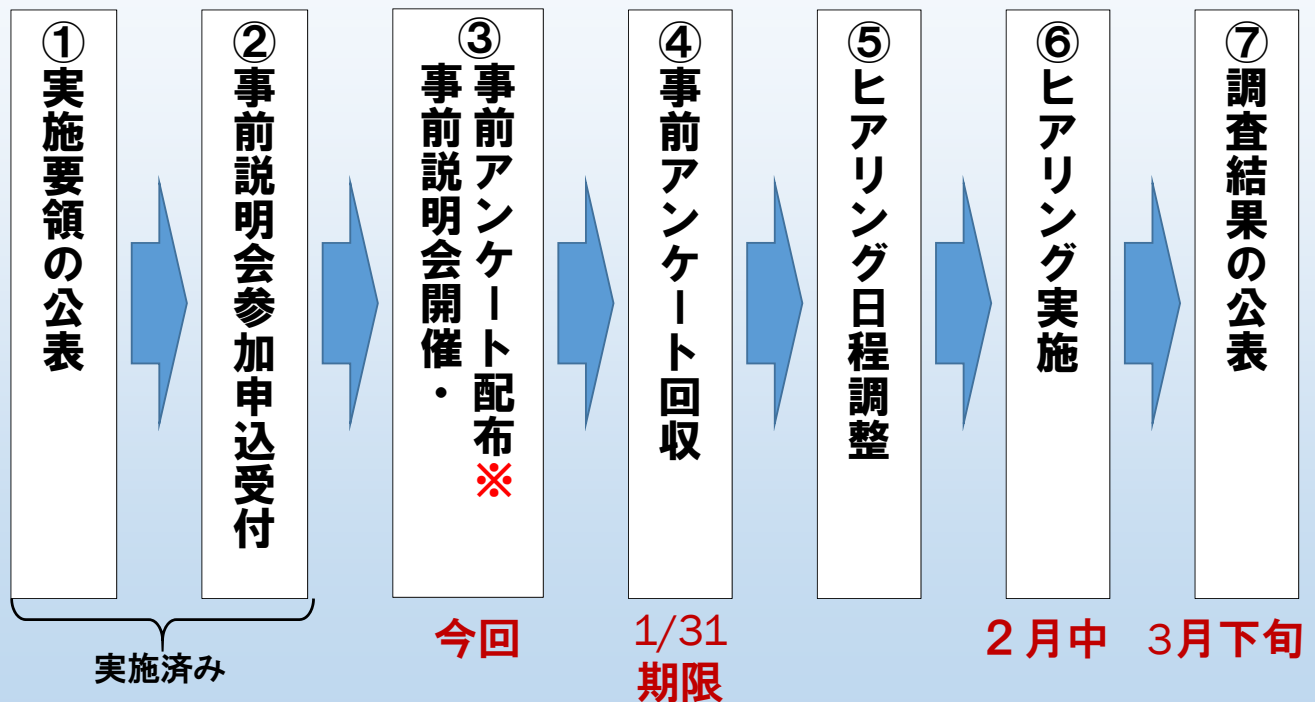 ①実施要領の公表
②事前説明会参加申込受付
③
事前アンケート配布※
事前説明会開催・
④事前アンケート回収
⑤ヒアリング日程調整
⑥ヒアリング実施
⑦調査結果の公表
実施済み
今回
1/31
期限
２月中
3月下旬